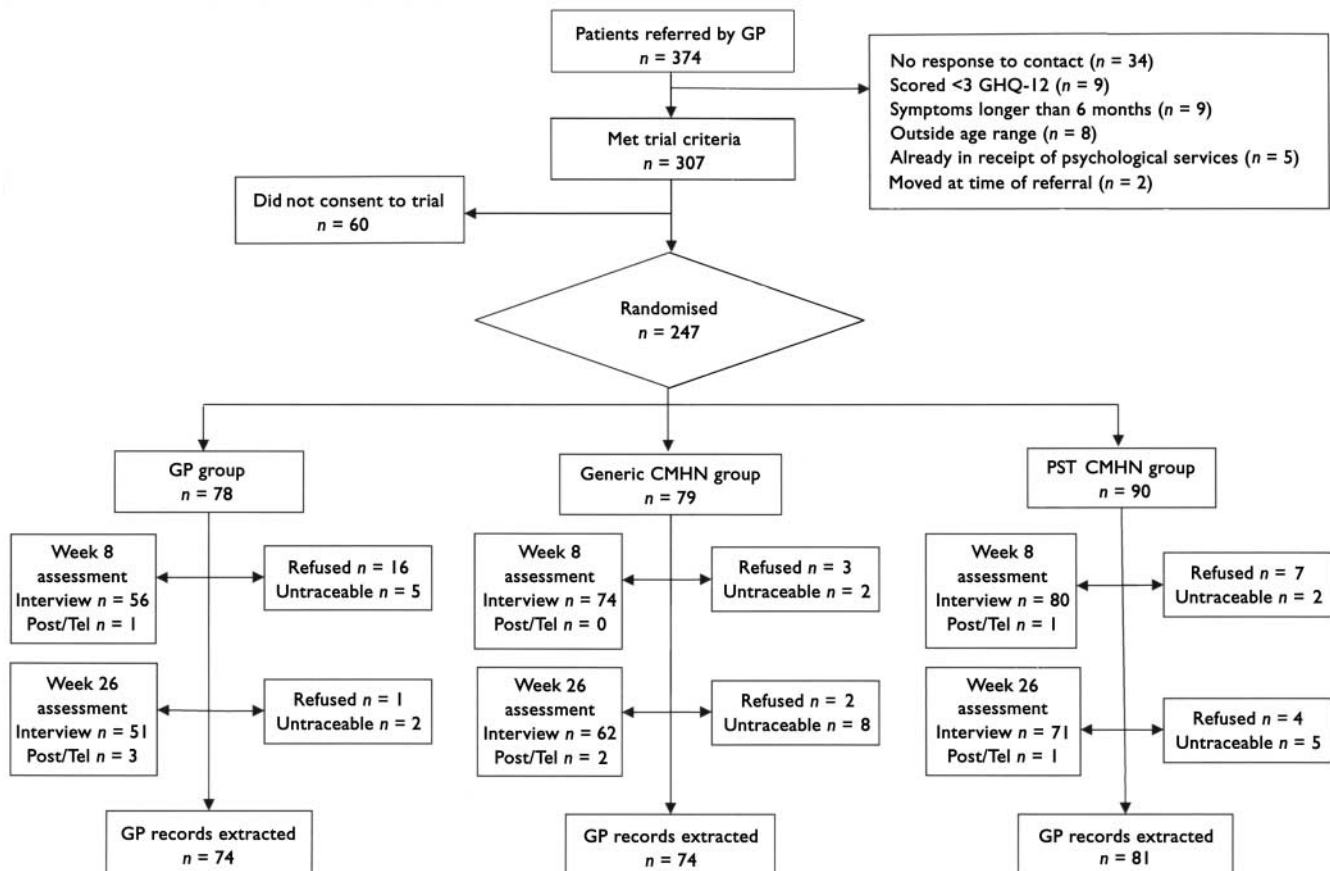 Patients referred by GP
n = 374
No response to contact (n = 34)
Scored <3 GHQ-12 (n = 9)
Symptoms longer than 6 months (n = 9)
Outside age range (n = 8)
Already in receipt of psychological services (n = 5)
Moved at time of referral (n = 2)
Met trial criteria
n = 307
Did not consent to trial
n = 60
Randomised
n = 247
GP group
n = 78
Generic CMHN group
n = 79
PST CMHN group
n = 90
Week 8
assessment
Interview n = 56
Post/Tel n = 1
Refused n = 16
Untraceable n = 5
Week 8
assessment
Interview n = 74
Post/Tel n = 0
Refused n = 3
Untraceable n = 2
Week 8
assessment
Interview n = 80
Post/Tel n = 1
Refused n = 7
Untraceable n = 2
Week 26
assessment
Interview n = 51
Post/Tel n = 3
Refused n = 1
Untraceable n = 2
Week 26
assessment
Interview n = 62
Post/Tel n = 2
Refused n = 2
Untraceable n = 8
Week 26
assessment
Interview n = 71
Post/Tel n = 1
Refused n = 4
Untraceable n = 5
GP records extracted
n = 74
GP records extracted
n = 74
GP records extracted
n = 81